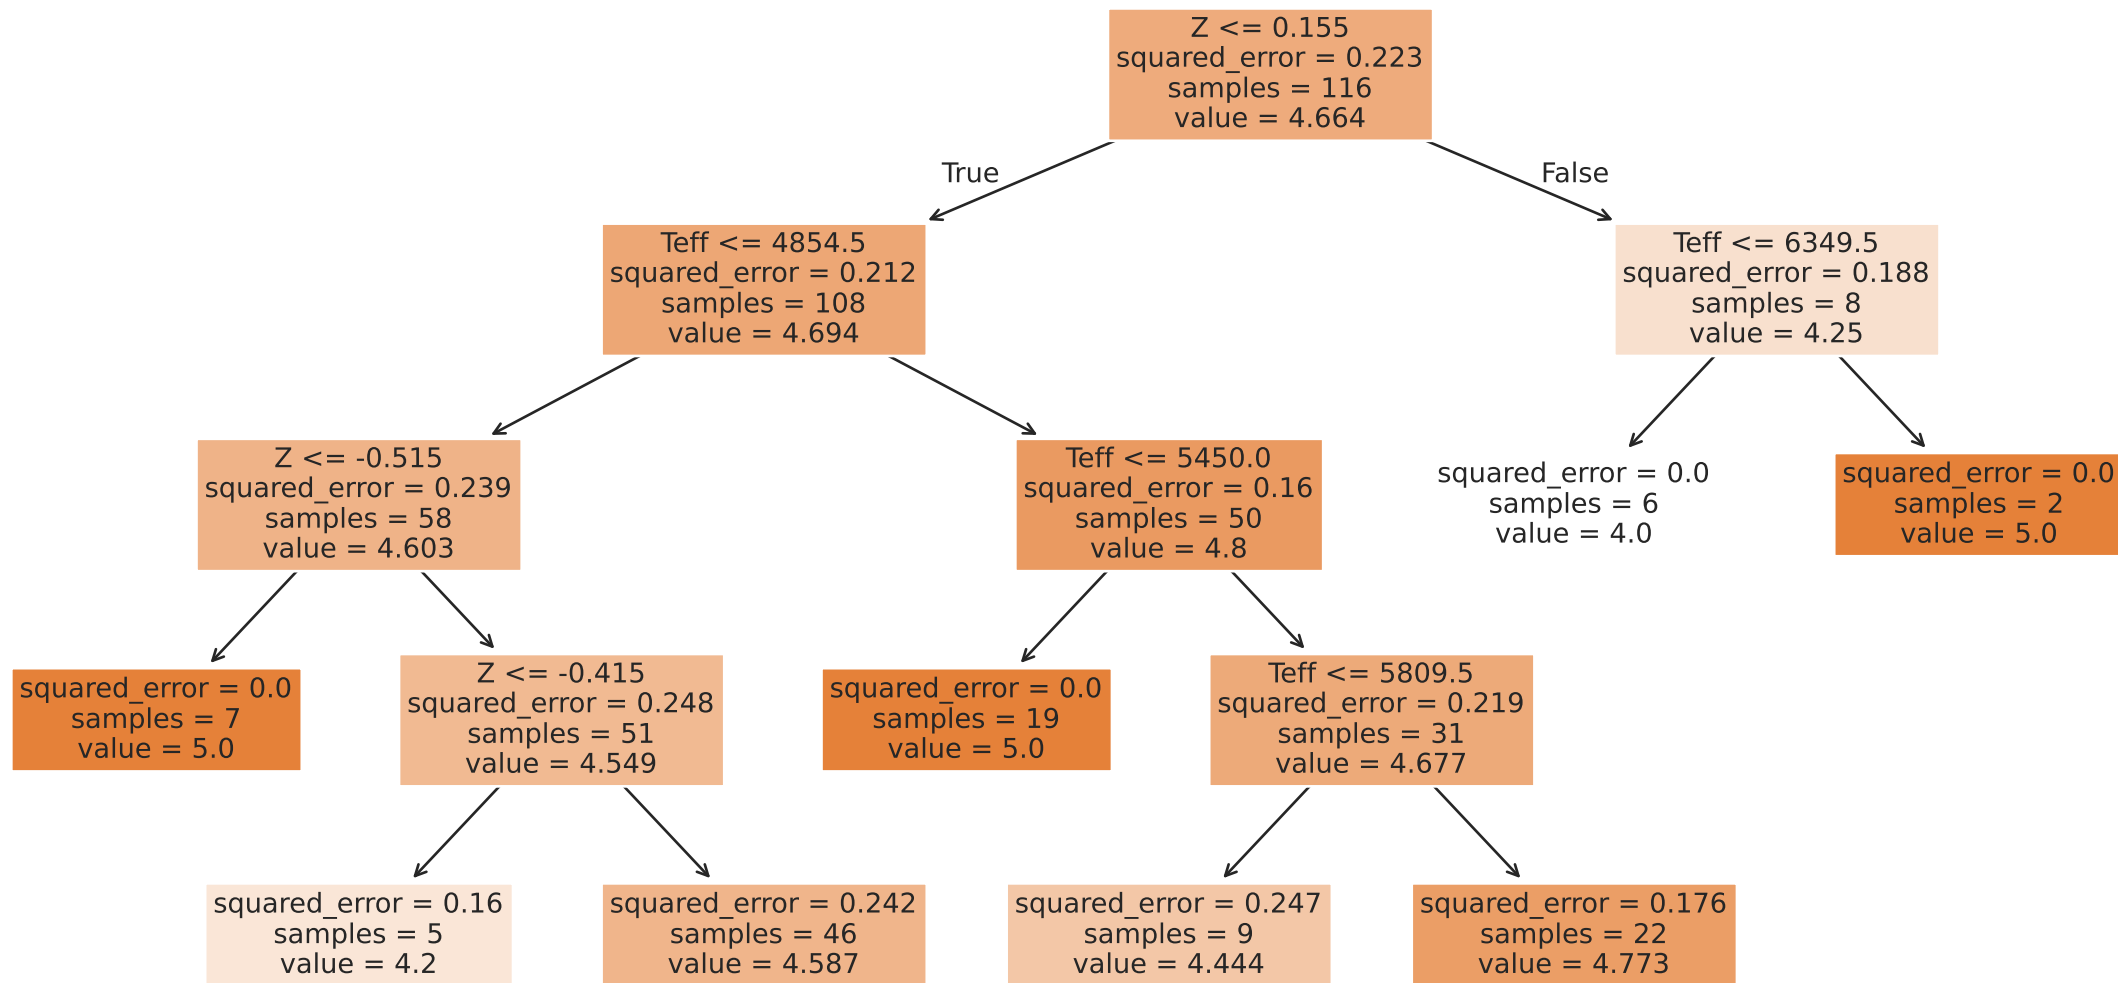 Z <= 0.155
squared_error = 0.223
samples = 116
value = 4.664
True
False
Teff <= 4854.5
squared_error = 0.212
samples = 108
value = 4.694
Teff <= 6349.5
squared_error = 0.188
samples = 8
value = 4.25
Z <= -0.515
squared_error = 0.239
samples = 58
value = 4.603
Teff <= 5450.0
squared_error = 0.16
samples = 50
value = 4.8
squared_error = 0.0
samples = 6
value = 4.0
squared_error = 0.0
samples = 2
value = 5.0
squared_error = 0.0
samples = 7
value = 5.0
Z <= -0.415
squared_error = 0.248
samples = 51
value = 4.549
squared_error = 0.0
samples = 19
value = 5.0
Teff <= 5809.5
squared_error = 0.219
samples = 31
value = 4.677
squared_error = 0.16
samples = 5
value = 4.2
squared_error = 0.242
samples = 46
value = 4.587
squared_error = 0.247
samples = 9
value = 4.444
squared_error = 0.176
samples = 22
value = 4.773